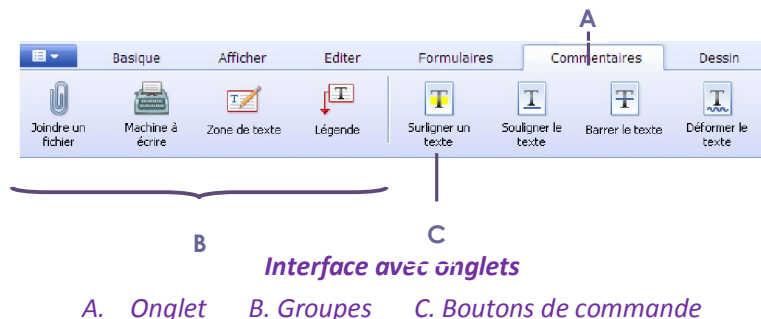 A
Basique Afficher Editer Formulaires Commentaires Dessin
Joindre un fichier Machine à écrire Zone de texte Légende Surligner un texte Souligner le texte Barrer le texte Déformer le texte
B C
Interface avec onglets
A. Onglet B. Groupes C. Boutons de commande